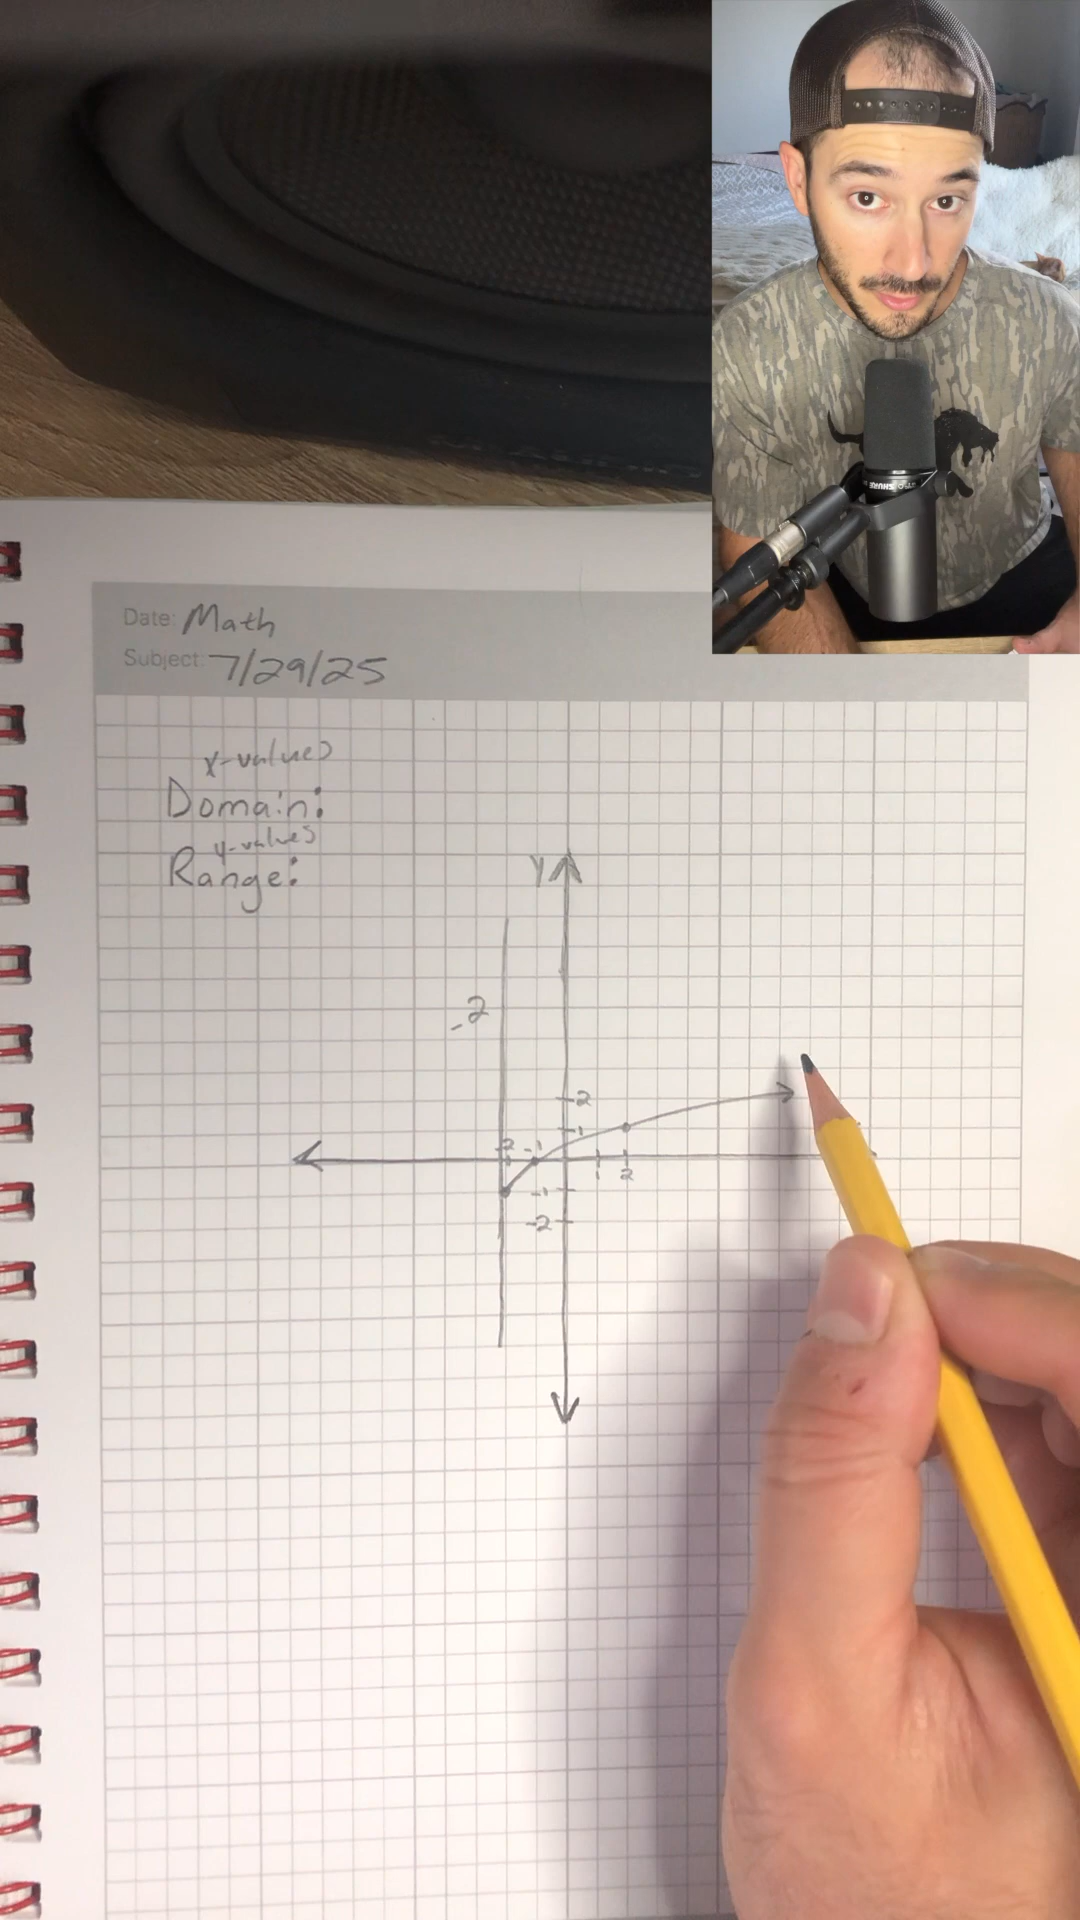 Date: Math
Subject: 7/29/25
x-values
Domain:
y-values
Range:
Y
-2
2
1
-2 -1
1 2
-1
-2
SHURE